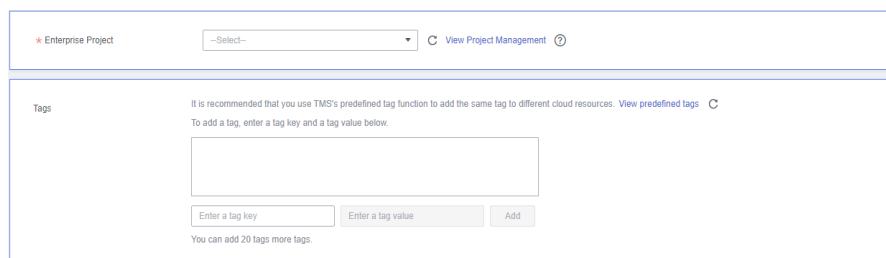 * Enterprise Project --Select-- View Project Management ?
Tags It is recommended that you use TMS's predefined tag function to add the same tag to different cloud resources. View predefined tags
To add a tag, enter a tag key and a tag value below.
Enter a tag key Enter a tag value Add
You can add 20 tags more tags.